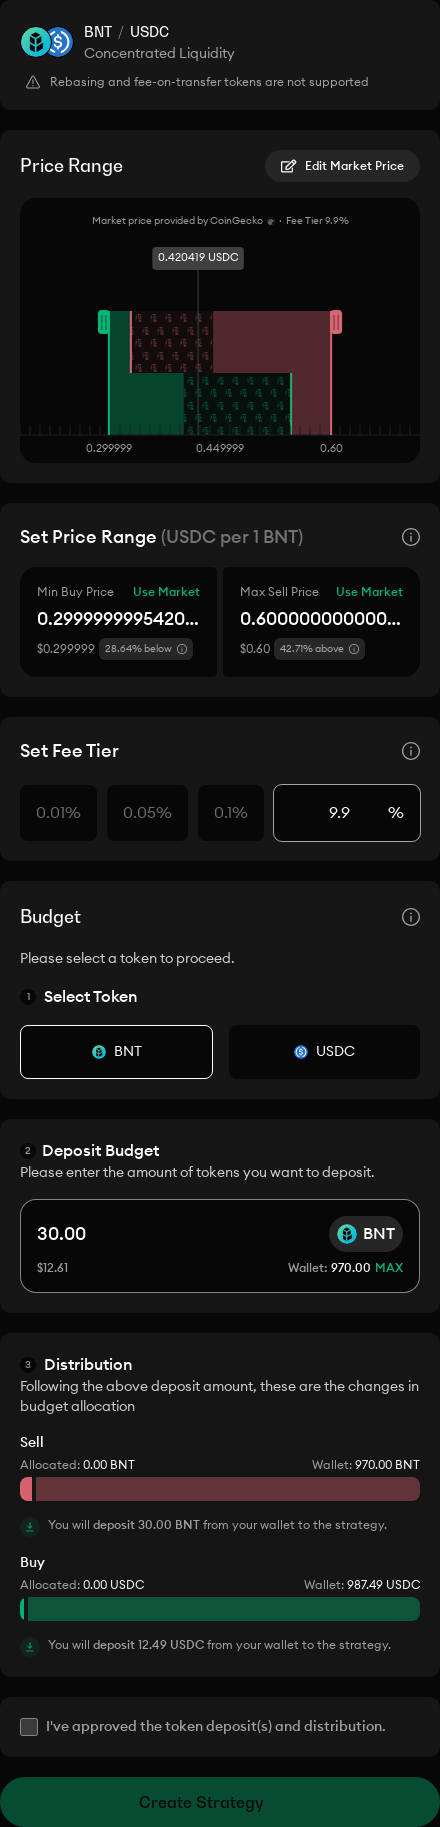 BNT / USDC
Concentrated Liquidity
Rebasing and fee-on-transfer tokens are not supported
Price Range
Edit Market Price
Market price provided by CoinGecko · Fee Tier 9.9%
0.420419 USDC
0.299999 0.449999 0.60
Set Price Range (USDC per 1 BNT)
Min Buy Price Use Market Max Sell Price Use Market
0.2999999995420... 0.600000000000...
$0.299999 28.64% below $0.60 42.71% above
Set Fee Tier
0.01% 0.05% 0.1% 9.9 %
Budget
Please select a token to proceed.
1 Select Token
BNT USDC
2 Deposit Budget
Please enter the amount of tokens you want to deposit.
30.00 BNT
$12.61 Wallet: 970.00 MAX
3 Distribution
Following the above deposit amount, these are the changes in
budget allocation
Sell
Allocated: 0.00 BNT Wallet: 970.00 BNT
You will deposit 30.00 BNT from your wallet to the strategy.
Buy
Allocated: 0.00 USDC Wallet: 987.49 USDC
You will deposit 12.49 USDC from your wallet to the strategy.
I've approved the token deposit(s) and distribution.
Create Strategy